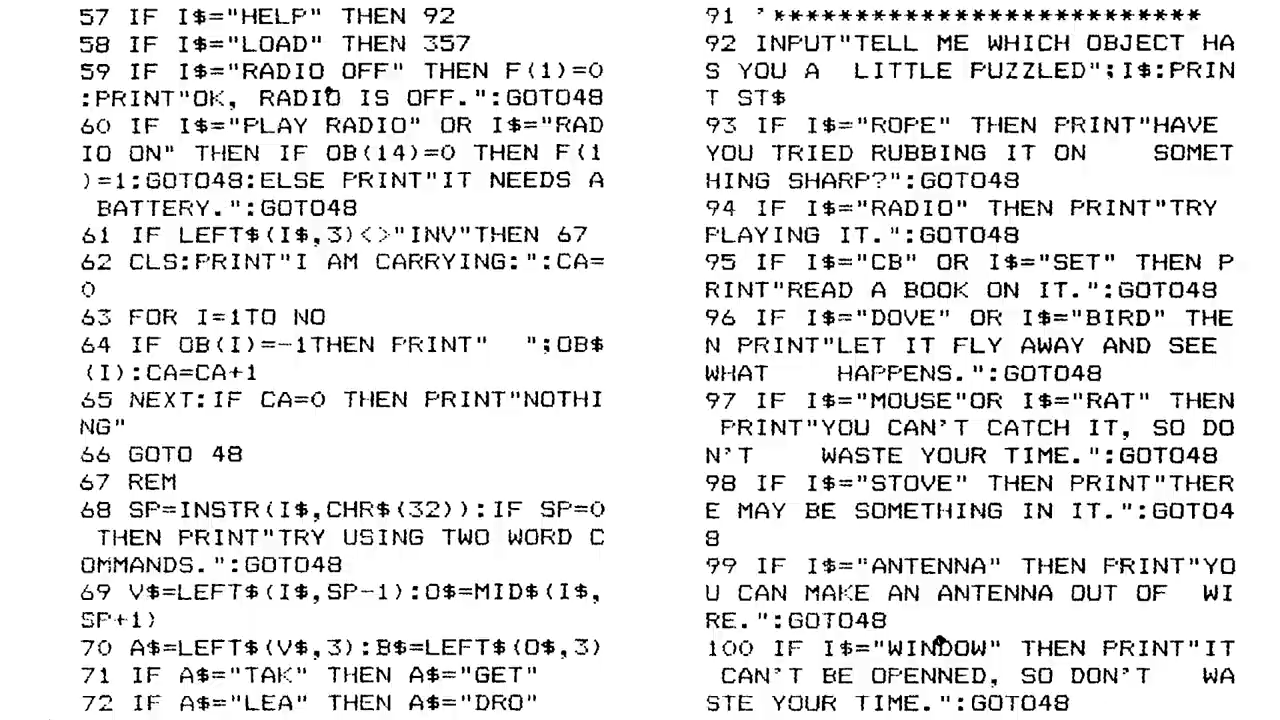 57 IF I$="HELP" THEN 92
58 IF I$="LOAD" THEN 357
59 IF I$="RADIO OFF" THEN F(1)=0
:PRINT"OK, RADIO IS OFF.":GOTO48
60 IF I$="PLAY RADIO" OR I$="RAD
IO ON" THEN IF OB(14)=0 THEN F(1
)=1:GOTO48:ELSE PRINT"IT NEEDS A
 BATTERY.":GOTO48
61 IF LEFT$(I$,3)<>"INV"THEN 67
62 CLS:PRINT"I AM CARRYING:":CA=
0
63 FOR I=1TO NO
64 IF OB(I)=-1THEN PRINT"  ";OB$
(I):CA=CA+1
65 NEXT:IF CA=0 THEN PRINT"NOTHI
NG"
66 GOTO 48
67 REM
68 SP=INSTR(I$,CHR$(32)):IF SP=0
 THEN PRINT"TRY USING TWO WORD C
OMMANDS.":GOTO48
69 V$=LEFT$(I$,SP-1):O$=MID$(I$,
SP+1)
70 A$=LEFT$(V$,3):B$=LEFT$(O$,3)
71 IF A$="TAK" THEN A$="GET"
72 IF A$="LEA" THEN A$="DRO"
91 '**************************
92 INPUT"TELL ME WHICH OBJECT HA
S YOU A  LITTLE PUZZLED";I$:PRIN
T ST$
93 IF I$="ROPE" THEN PRINT"HAVE
YOU TRIED RUBBING IT ON    SOMET
HING SHARP?":GOTO48
94 IF I$="RADIO" THEN PRINT"TRY
PLAYING IT.":GOTO48
95 IF I$="CB" OR I$="SET" THEN P
RINT"READ A BOOK ON IT.":GOTO48
96 IF I$="DOVE" OR I$="BIRD" THE
N PRINT"LET IT FLY AWAY AND SEE
WHAT    HAPPENS.":GOTO48
97 IF I$="MOUSE"OR I$="RAT" THEN
 PRINT"YOU CAN'T CATCH IT, SO DO
N'T    WASTE YOUR TIME.":GOTO48
98 IF I$="STOVE" THEN PRINT"THER
E MAY BE SOMETHING IN IT.":GOTO4
8
99 IF I$="ANTENNA" THEN PRINT"YO
U CAN MAKE AN ANTENNA OUT OF  WI
RE.":GOTO48
100 IF I$="WINDOW" THEN PRINT"IT
 CAN'T BE OPENNED, SO DON'T   WA
STE YOUR TIME.":GOTO48